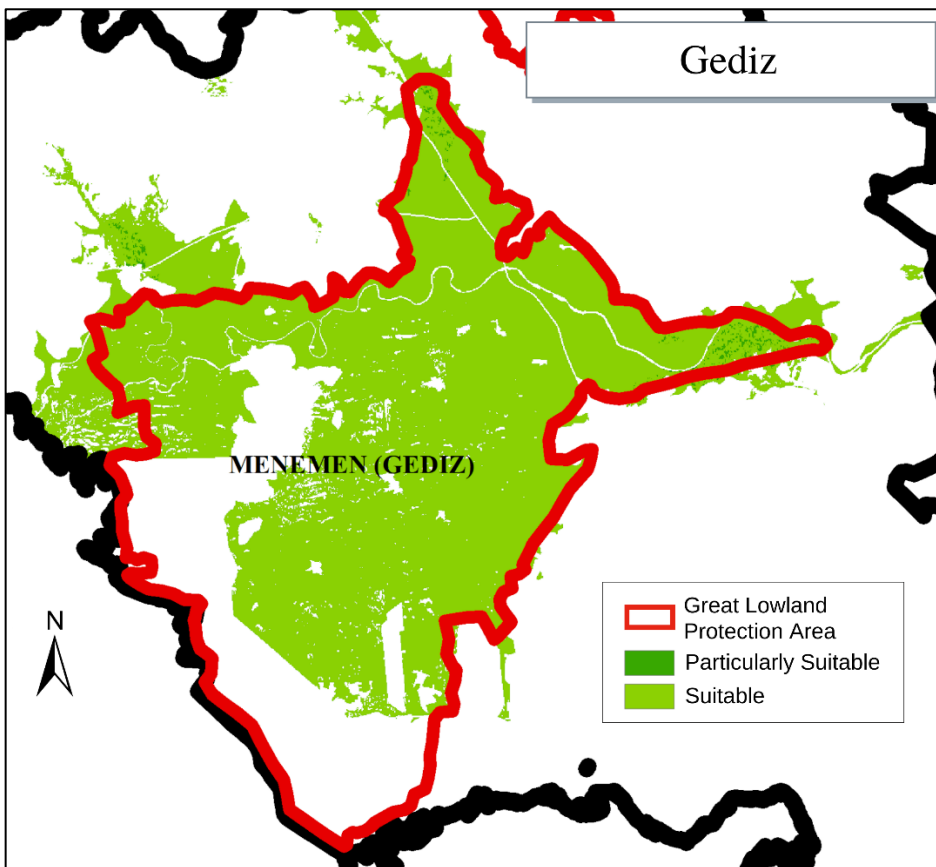 Gediz
MENEMEN (GEDIZ)
N
Great Lowland
Protection Area
Particularly Suitable
Suitable